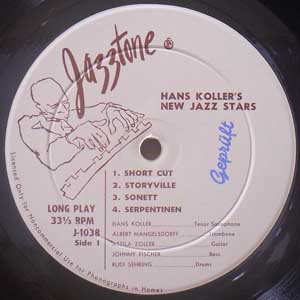 Jazztone
HANS KOLLER'S
NEW JAZZ STARS
1. SHORT CUT
2. STORYVILLE
3. SONETT
4. SERPENTINEN
Geprüft
LONG PLAY
33⅓ RPM
J-1038
Side 1
HANS KOLLER Tenor Saxophone
ALBERT MANGELSDORFF Trombone
ATTILA ZOLLER Guitar
JOHNNY FISCHER Bass
RUDI SEHRING Drums
Licensed Only for Noncommercial Use for Phonographs in Homes